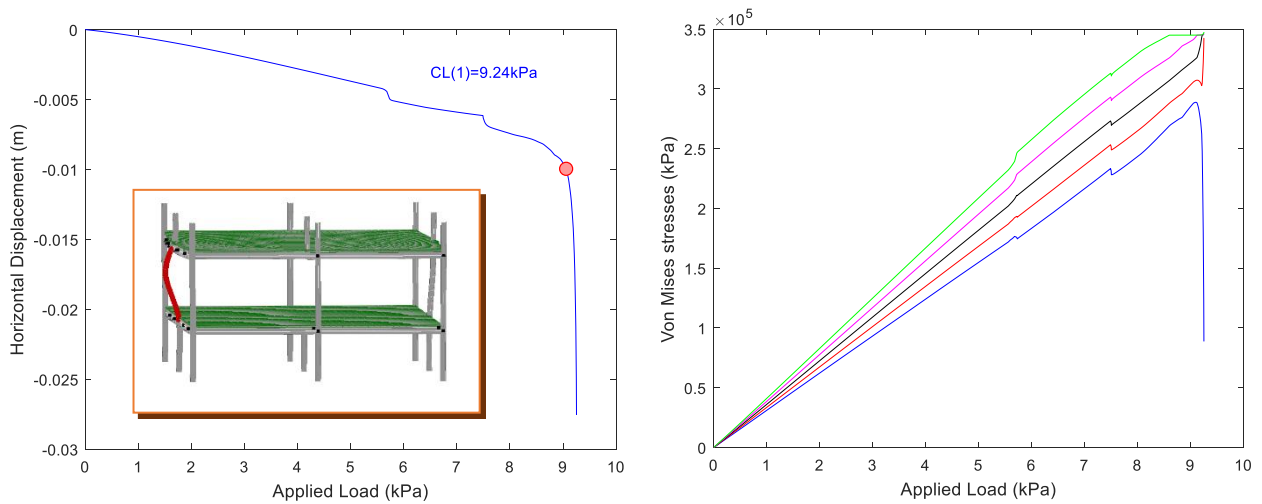 0
-0.005
-0.01
-0.015
-0.02
-0.025
-0.03
Horizontal Displacement (m)
CL(1)=9.24kPa
0 1 2 3 4 5 6 7 8 9 10
Applied Load (kPa)
×10⁵
3.5
3
2.5
2
1.5
1
0.5
0
Von Mises stresses (kPa)
0 1 2 3 4 5 6 7 8 9 10
Applied Load (kPa)